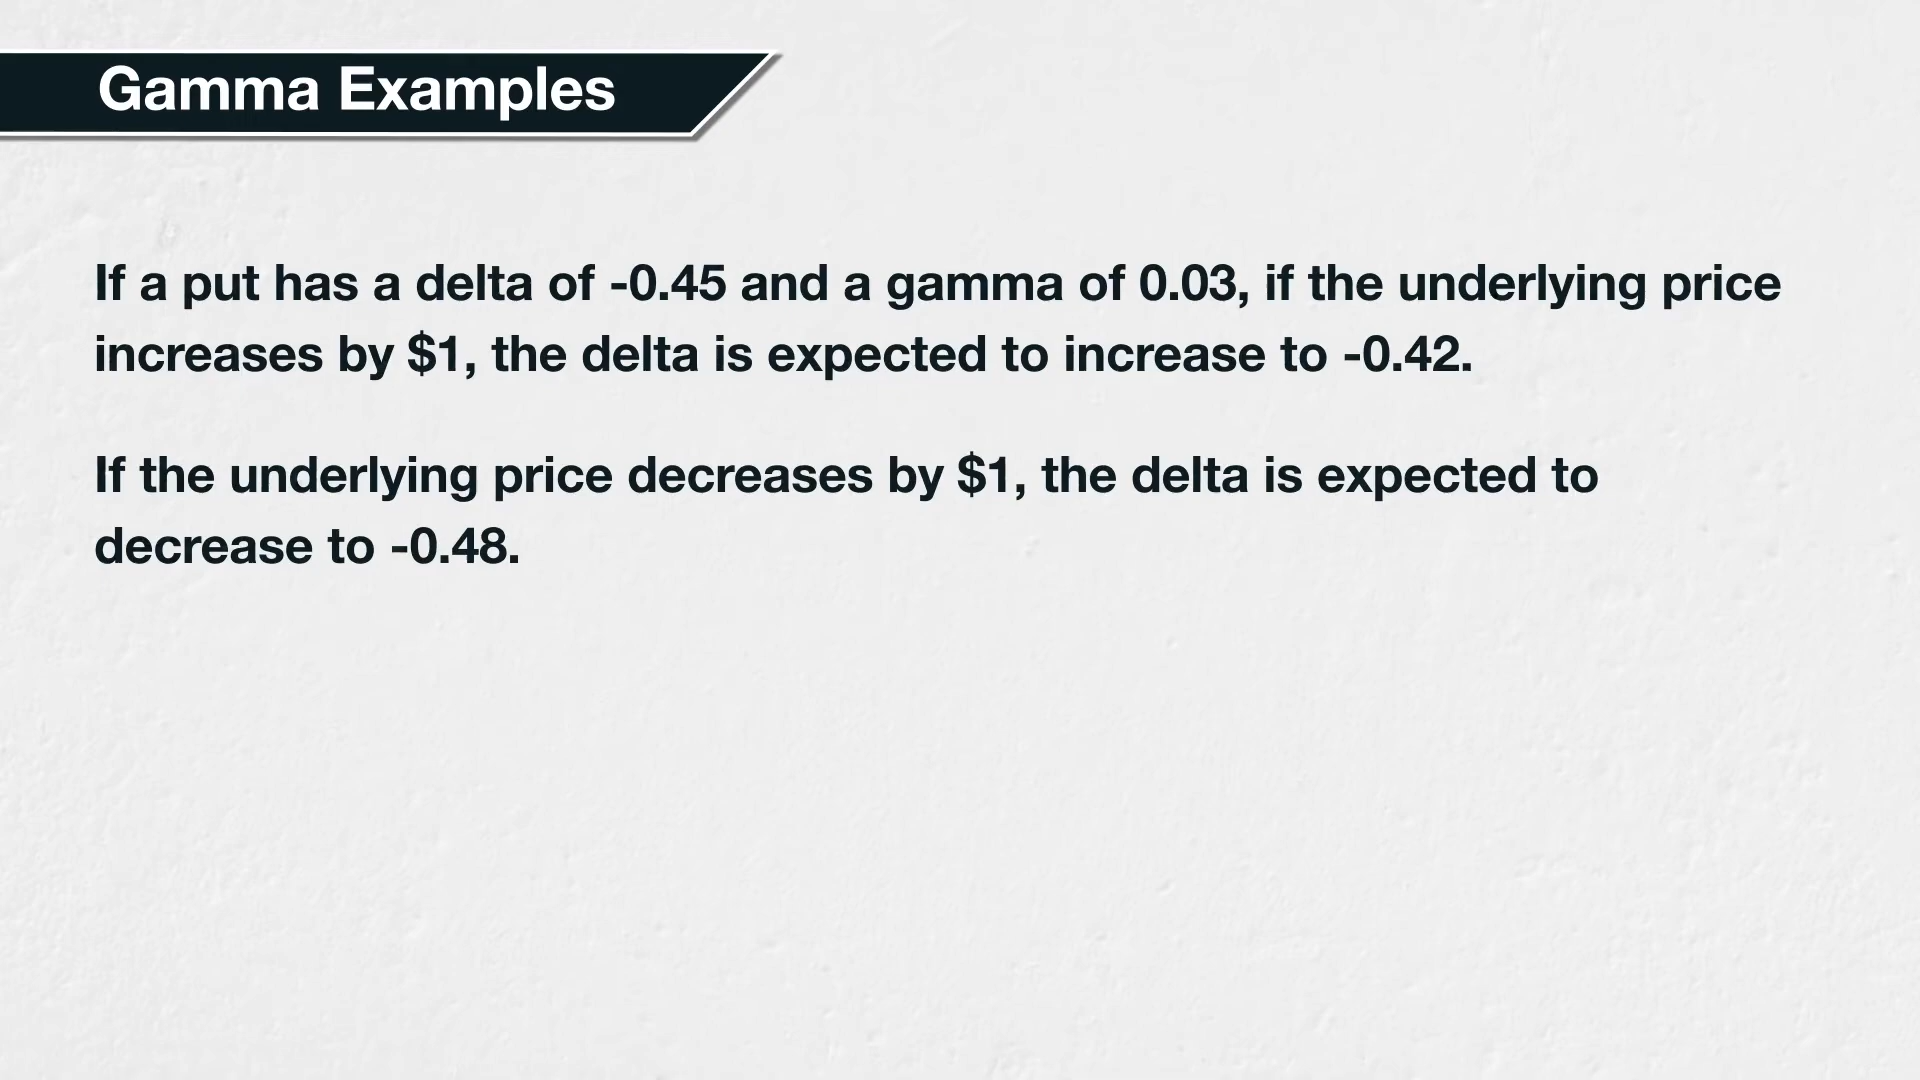 Gamma Examples
If a put has a delta of -0.45 and a gamma of 0.03, if the underlying price
increases by $1, the delta is expected to increase to -0.42.
If the underlying price decreases by $1, the delta is expected to
decrease to -0.48.